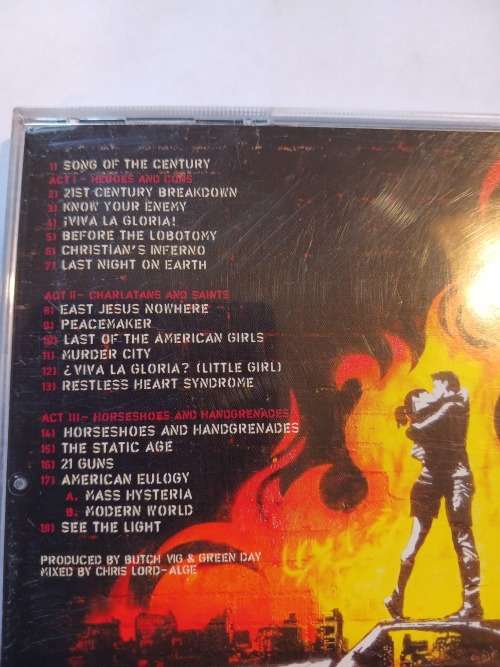 1) SONG OF THE CENTURY
ACT I - HEROES AND CONS
2) 21ST CENTURY BREAKDOWN
3) KNOW YOUR ENEMY
4) ¡VIVA LA GLORIA!
5) BEFORE THE LOBOTOMY
6) CHRISTIAN'S INFERNO
7) LAST NIGHT ON EARTH
ACT II - CHARLATANS AND SAINTS
8) EAST JESUS NOWHERE
9) PEACEMAKER
10) LAST OF THE AMERICAN GIRLS
11) MURDER CITY
12) ¿VIVA LA GLORIA? (LITTLE GIRL)
13) RESTLESS HEART SYNDROME
ACT III - HORSESHOES AND HANDGRENADES
14) HORSESHOES AND HANDGRENADES
15) THE STATIC AGE
16) 21 GUNS
17) AMERICAN EULOGY
A. MASS HYSTERIA
B. MODERN WORLD
18) SEE THE LIGHT
PRODUCED BY BUTCH VIG & GREEN DAY
MIXED BY CHRIS LORD-ALGE